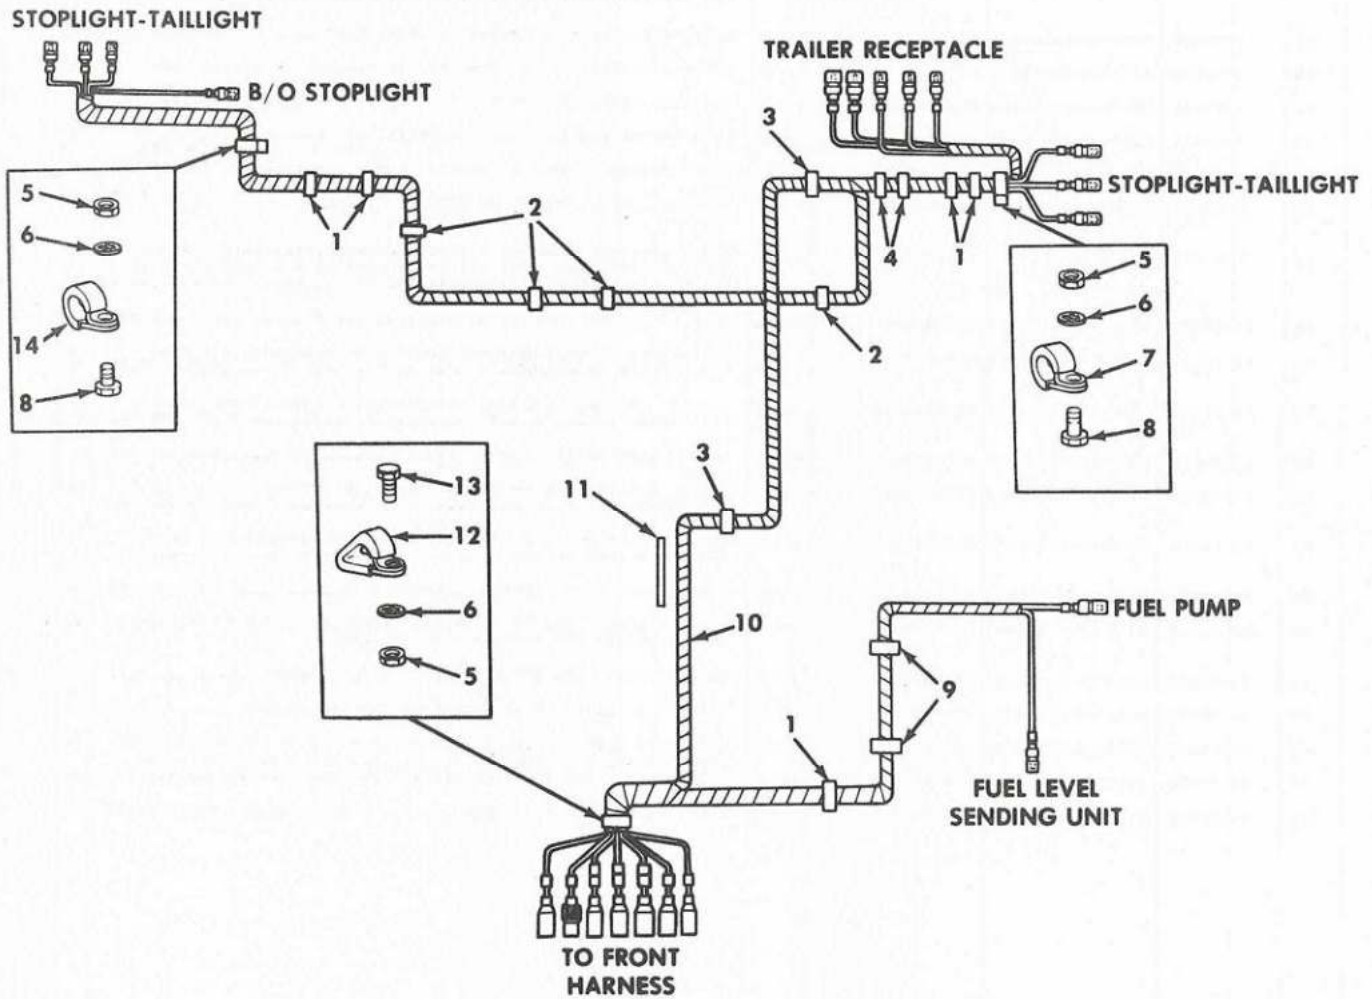 STOPLIGHT-TAILLIGHT
B/O STOPLIGHT
TRAILER RECEPTACLE
3
STOPLIGHT-TAILLIGHT
5
6
14
8
1
2
4
1
2
5
6
7
8
3
11
13
12
6
5
10
FUEL PUMP
9
1
FUEL LEVEL
SENDING UNIT
TO FRONT
HARNESS